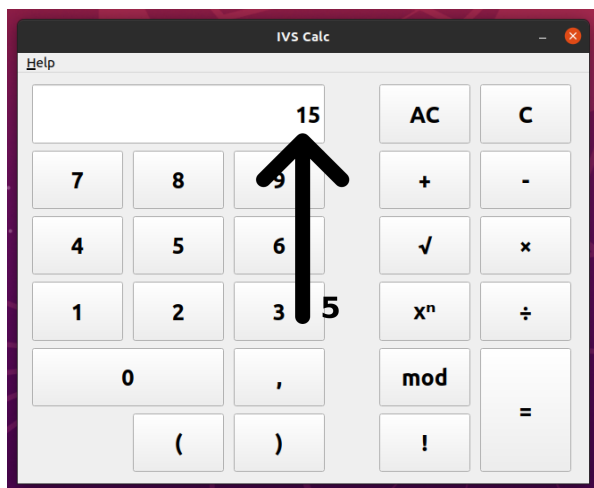 IVS Calc
Help
15 AC C
7 8 9 + -
4 5 6 √ ×
1 2 3 5 xⁿ ÷
0 , mod =
( ) !